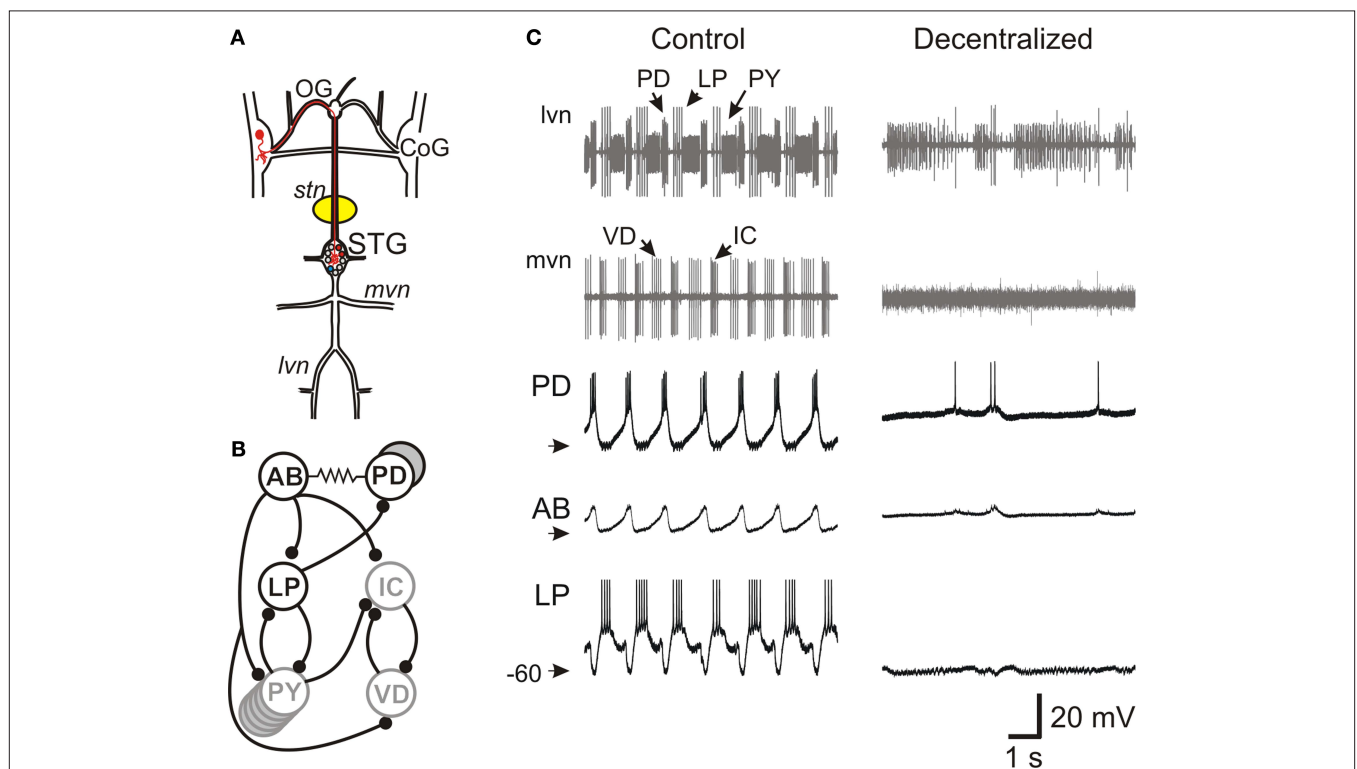 A
OG
CoG
stn
STG
mvn
lvn
B
AB
PD
LP
IC
PY
VD
C
Control
Decentralized
PD
LP
PY
lvn
VD
IC
mvn
PD
AB
LP
-60
20 mV
1 s